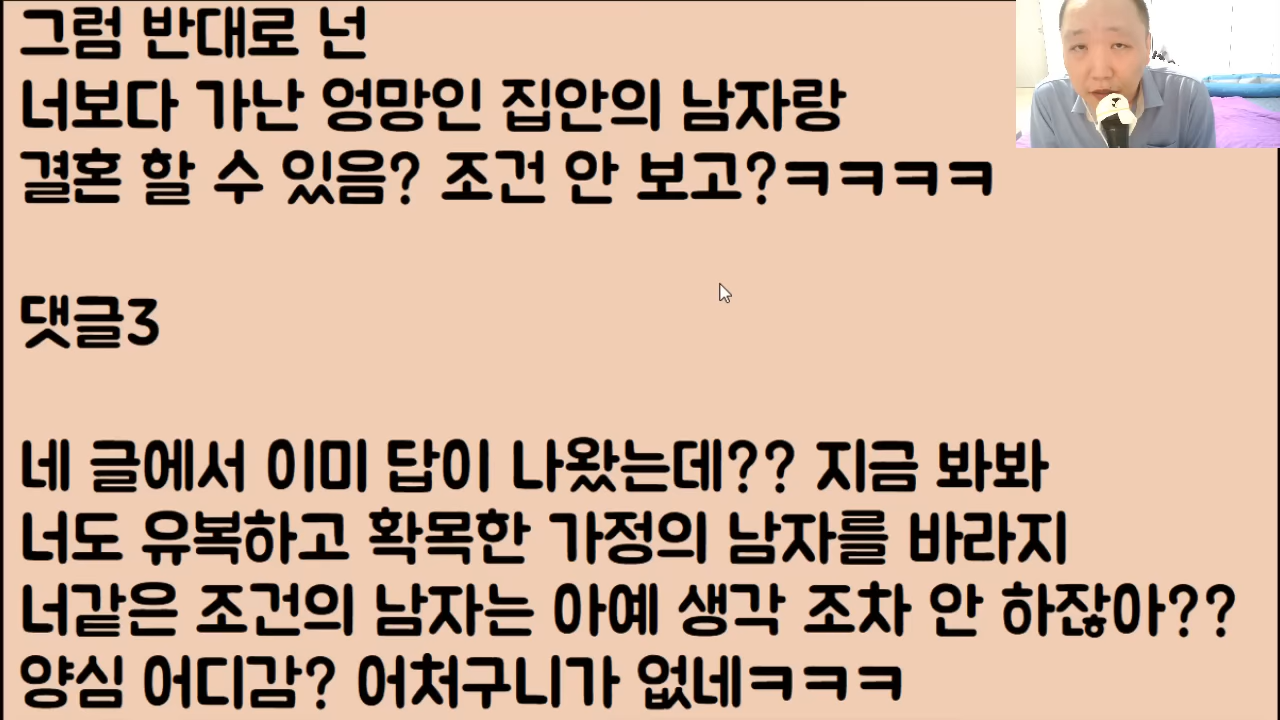 그럼 반대로 넌
너보다 가난 엉망인 집안의 남자랑
결혼 할 수 있음? 조건 안 보고?ㅋㅋㅋㅋ
댓글3
네 글에서 이미 답이 나왔는데?? 지금 봐봐
너도 유복하고 확목한 가정의 남자를 바라지
너같은 조건의 남자는 아예 생각 조차 안 하잖아??
양심 어디감? 어처구니가 없네ㅋㅋㅋ